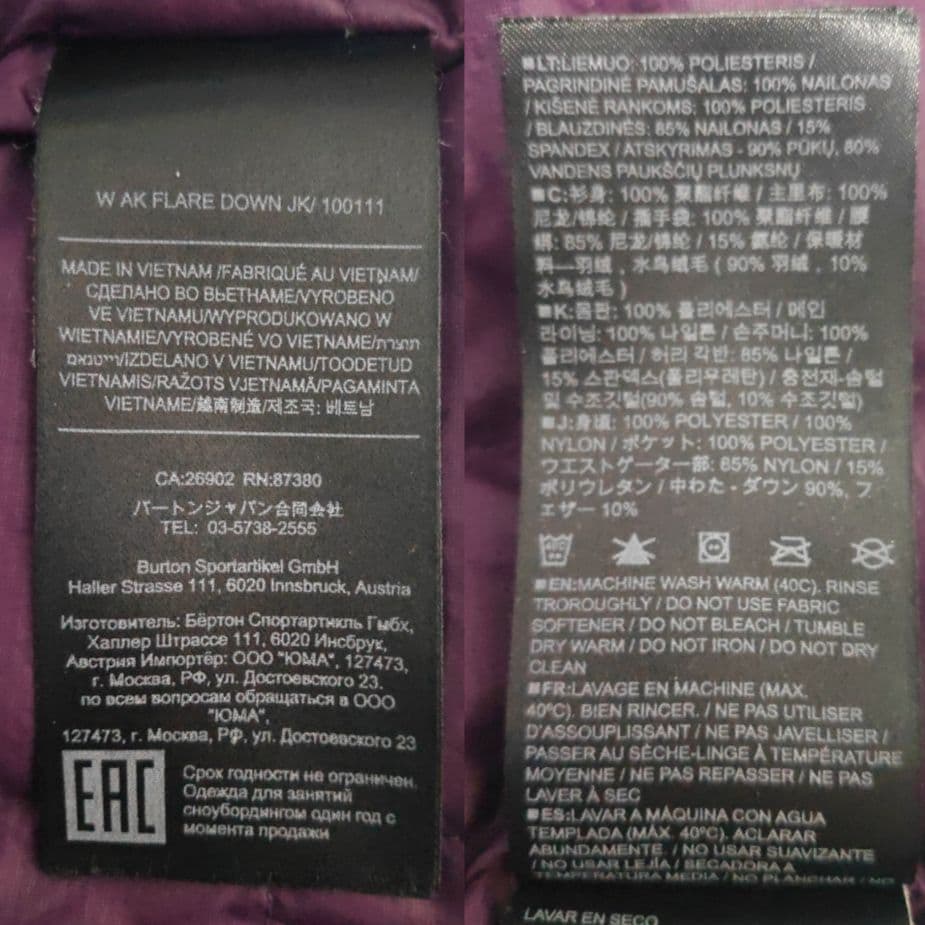 W AK FLARE DOWN JK/ 100111
MADE IN VIETNAM /FABRIQUÉ AU VIETNAM/
СДЕЛАНО ВО ВЬЕТНАМЕ/VYROBENO
VE VIETNAMU/WYPRODUKOWANO W
WIETNAMIE/VYROBENÉ VO VIETNAME/תוצרת
וייטנאם/IZDELANO V VIETNAMU/TOODETUD
VIETNAMIS/RAŽOTS VJETNAMĀ/PAGAMINTA
VIETNAME/越南制造/제조국: 베트남
CA:26902 RN:87380
バートンジャパン合同会社
TEL: 03-5738-2555
Burton Sportartikel GmbH
Haller Strasse 111, 6020 Innsbruck, Austria
Изготовитель: Бёртон Спортартикль Гмбх,
Халлер Штрассе 111, 6020 Инсбрук,
Австрия Импортёр: ООО "ЮМА", 127473,
г. Москва, РФ, ул. Достоевского 23,
по всем вопросам обращаться в ООО
"ЮМА",
127473, г. Москва, РФ, ул. Достоевского 23
EAC
Срок годности не ограничен.
Одежда для занятий
сноубордингом один год с
момента продажи
■LT:LIEMUO: 100% POLIESTERIS /
PAGRINDINĖ PAMUŠALAS: 100% NAILONAS
/ KIŠENĖ RANKOMS: 100% POLIESTERIS
/ BLAUZDINĖS: 85% NAILONAS / 15%
SPANDEX / ATSKYRIMAS - 90% PŪKŲ,
VANDENS PAUKŠČIŲ PLUNKSNŲ
■C:衫身: 100% 聚酯纤维 / 主里布: 100%
尼龙/锦纶 / 插手袋: 100% 聚酯纤维 / 腰
85% 尼龙/锦纶 / 15% 氨纶 / 保暖材
料—羽绒，水鸟绒毛 ( 90% 羽绒，10%
水鸟绒毛 )
■K:몸판: 100% 폴리에스터 / 메인
라이닝: 100% 나일론 / 손주머니: 100%
폴리에스터 / 허리 각반: 85% 나일론 /
15% 스판덱스(폴리우레탄) / 충전재-솜털
및 수조깃털(90% 솜털, 10% 수조깃털)
■J:身頃: 100% POLYESTER / 100%
NYLON / ポケット: 100% POLYESTER /
ウエストゲーター部: 85% NYLON / 15%
ポリウレタン / 中わた - ダウン 90%, フ
ェザー 10%
■EN:MACHINE WASH WARM (40C). RINSE
TROROUGHLY / DO NOT USE FABRIC
SOFTENER / DO NOT BLEACH / TUMBLE
DRY WARM / DO NOT IRON / DO NOT DRY
CLEAN
■FR:LAVAGE EN MACHINE (MAX.
40ºC). BIEN RINCER. / NE PAS UTILISER
D'ASSOUPLISSANT / NE PAS JAVELLISER /
PASSER AU SÈCHE-LINGE À TEMPÉRATURE
MOYENNE / NE PAS REPASSER / NE PAS
LAVER À SEC
■ES:LAVAR A MÁQUINA CON AGUA
TEMPLADA (MÁX. 40ºC). ACLARAR
ABUNDAMENTE. / NO USAR SUAVIZANTE
/ NO USAR LEJÍA / SECADORA A
TEMPERATURA MEDIA / NO PLANCHAR / NO
LAVAR EN SECO